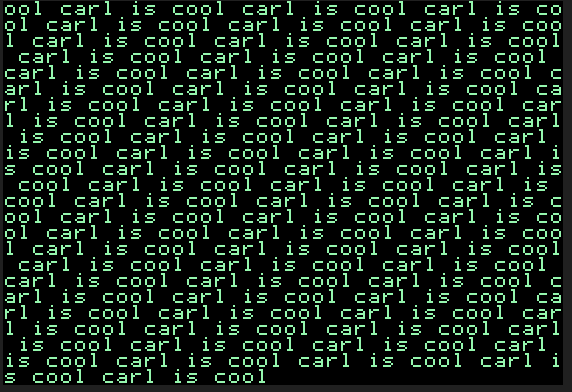 ool carl is cool carl is cool carl is co
ol carl is cool carl is cool carl is coo
l carl is cool carl is cool carl is cool
carl is cool carl is cool carl is cool
carl is cool carl is cool carl is cool c
arl is cool carl is cool carl is cool ca
rl is cool carl is cool carl is cool car
l is cool carl is cool carl is cool carl
is cool carl is cool carl is cool carl
is cool carl is cool carl is cool carl i
s cool carl is cool carl is cool carl is
cool carl is cool carl is cool carl is
cool carl is cool carl is cool carl is c
ool carl is cool carl is cool carl is co
ol carl is cool carl is cool carl is coo
l carl is cool carl is cool carl is cool
carl is cool carl is cool carl is cool
carl is cool carl is cool carl is cool c
arl is cool carl is cool carl is cool ca
rl is cool carl is cool carl is cool car
l is cool carl is cool carl is cool carl
is cool carl is cool carl is cool carl
is cool carl is cool carl is cool carl i
s cool carl is cool